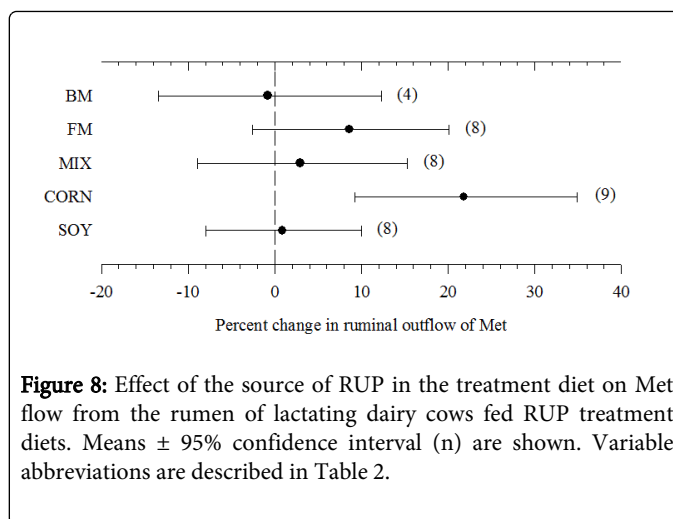 BM (4)
FM (8)
MIX (8)
CORN (9)
SOY (8)
-20 -10 0 10 20 30 40
Percent change in ruminal outflow of Met
Figure 8: Effect of the source of RUP in the treatment diet on Met
flow from the rumen of lactating dairy cows fed RUP treatment
diets. Means ± 95% confidence interval (n) are shown. Variable
abbreviations are described in Table 2.